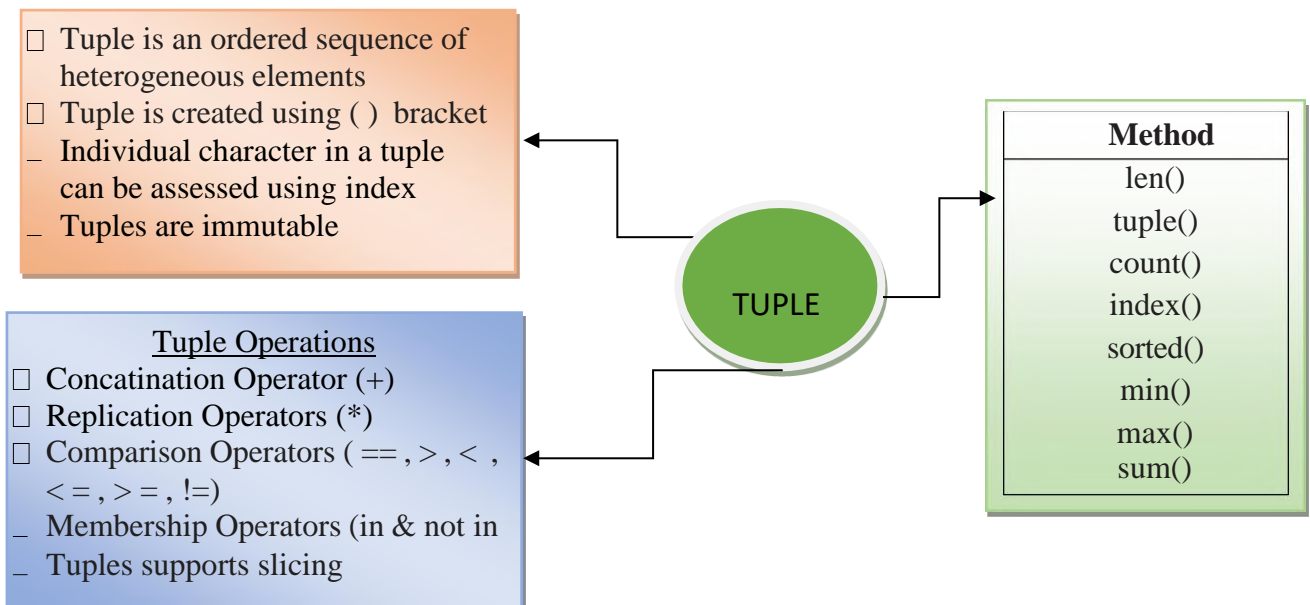 □ Tuple is an ordered sequence of
heterogeneous elements
□ Tuple is created using ( ) bracket
_ Individual character in a tuple
can be assessed using index
_ Tuples are immutable
TUPLE
Method
len()
tuple()
count()
index()
sorted()
min()
max()
sum()
Tuple Operations
□ Concatination Operator (+)
□ Replication Operators (*)
□ Comparison Operators ( == , > , < ,
< = , > = , !=)
_ Membership Operators (in & not in
_ Tuples supports slicing